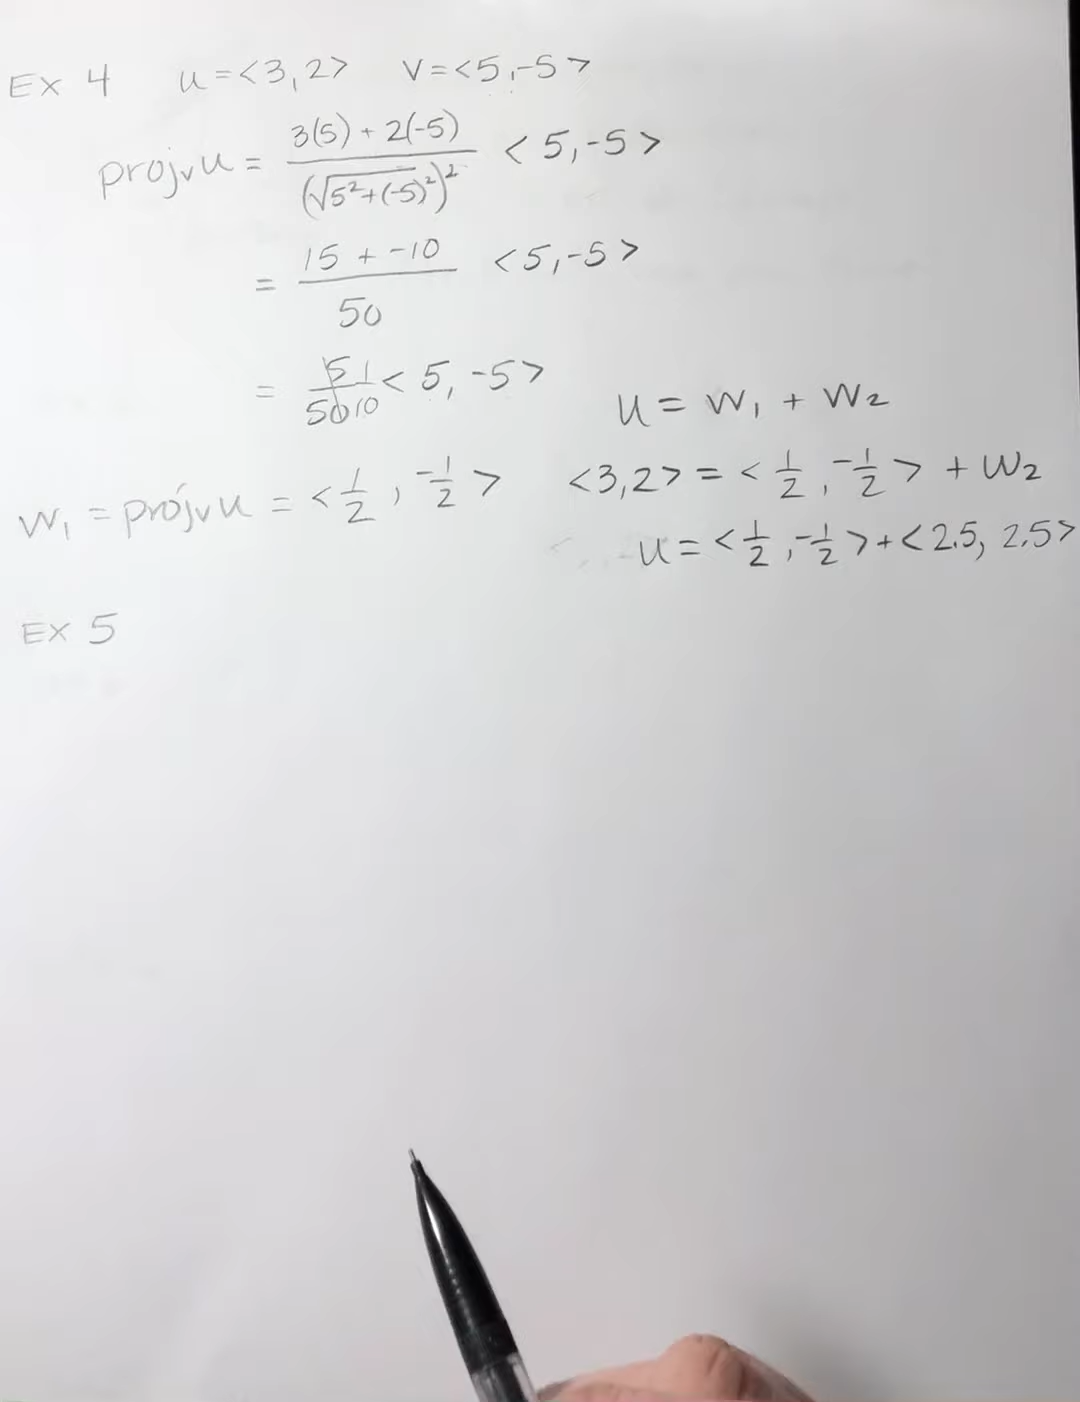 Ex 4 u=<3,2> v=<5,-5>
projᵥu = 3(5) + 2(-5) / (√5²+(-5)²)² <5,-5>
= 15 + -10 / 50 <5,-5>
= 5 1 / 50 10 <5,-5>
w₁ = projᵥu = <1/2, -1/2>
u = w₁ + w₂
<3,2> = <1/2, -1/2> + w₂
u = <1/2, -1/2> + <2.5, 2.5>
Ex 5